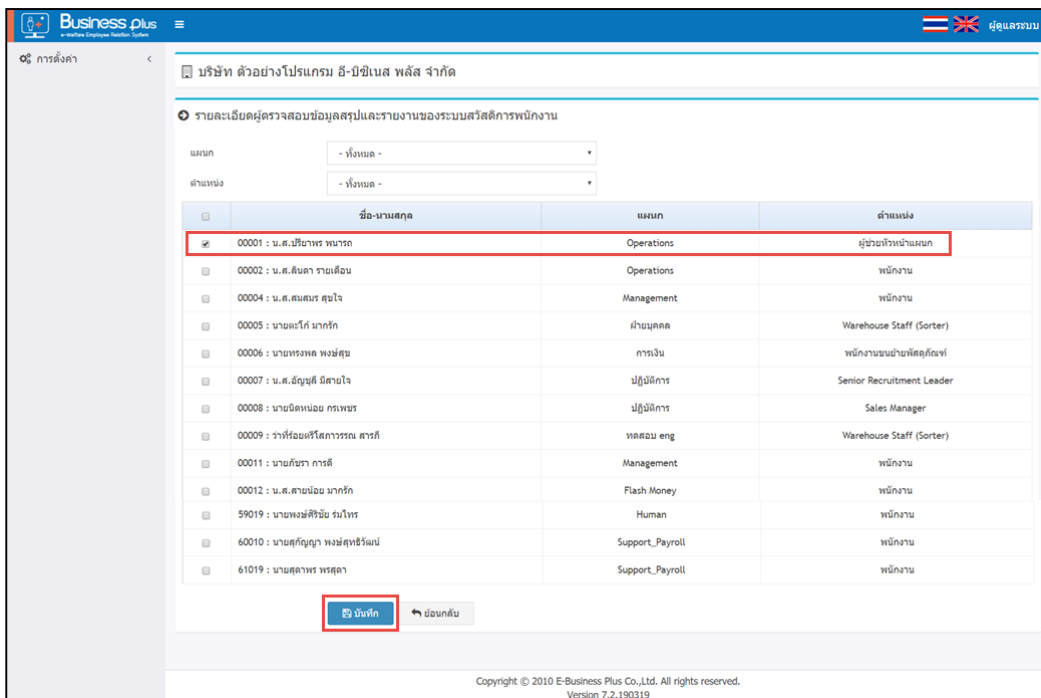 Business plus
e-Welfare Employee Relation System
ผู้ดูแลระบบ
การตั้งค่า
บริษัท ตัวอย่างโปรแกรม อี-บิซิเนส พลัส จำกัด
รายละเอียดผู้ตรวจสอบข้อมูลสรุปและรายงานของระบบสวัสดิการพนักงาน
แผนก - ทั้งหมด -
ตำแหน่ง - ทั้งหมด -
ชื่อ-นามสกุล แผนก ตำแหน่ง
00001 : น.ส.ปรียาพร พนารถ Operations ผู้ช่วยหัวหน้าแผนก
00002 : น.ส.ลินดา รายเดือน Operations พนักงาน
00004 : น.ส.สมสมร สุขใจ Management พนักงาน
00005 : นายตะโก้ มากรัก ฝ่ายบุคคล Warehouse Staff (Sorter)
00006 : นายทรงพล พงษ์สุข การเงิน พนักงานขนย้ายพัสดุภัณฑ์
00007 : น.ส.อัญชุลี มีสายใจ ปฏิบัติการ Senior Recruitment Leader
00008 : นายนิดหน่อย กรเพชร ปฏิบัติการ Sales Manager
00009 : ว่าที่ร้อยตรีโสภาวรรณ สารภี ทดสอบ eng Warehouse Staff (Sorter)
00011 : นายภัชรา การดี Management พนักงาน
00012 : น.ส.สายน้อย มากรัก Flash Money พนักงาน
59019 : นายพงษ์ศิริชัย ร่มไทร Human พนักงาน
60010 : นายสุกัญญา พงษ์สุทธิวัฒน์ Support_Payroll พนักงาน
61019 : นายสุดาพร พรสุดา Support_Payroll พนักงาน
บันทึก ย้อนกลับ
Copyright © 2010 E-Business Plus Co.,Ltd. All rights reserved.
Version 7.2.190319